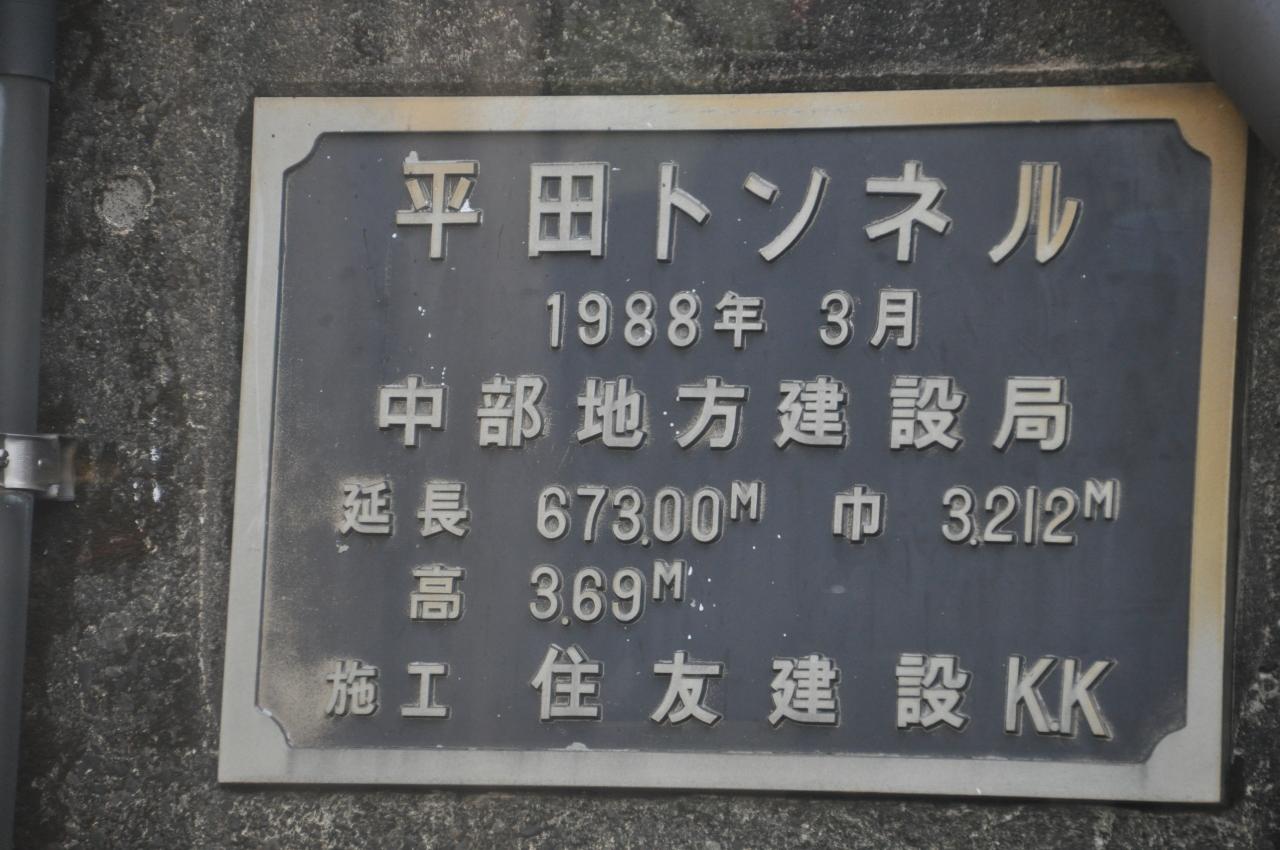 平田トンネル
1988年 3月
中部地方建設局
延長 673.00M 巾 3.212M
高 3.69M
施工 住友建設K.K